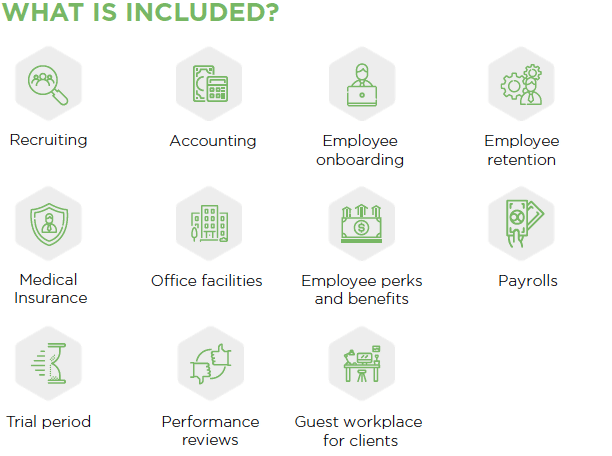 WHAT IS INCLUDED?
Recruiting
Accounting
Employee
onboarding
Employee
retention
Medical
Insurance
Office facilities
Employee perks
and benefits
Payrolls
Trial period
Performance
reviews
Guest workplace
for clients